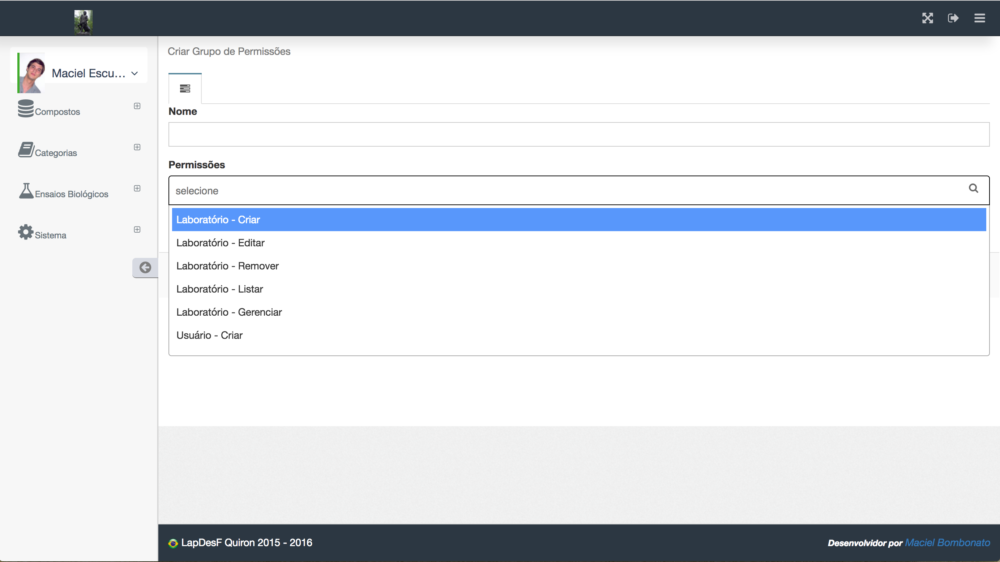 Maciel Escu...
Compostos
Categorias
Ensaios Biológicos
Sistema
Criar Grupo de Permissões
Nome
Permissões
selecione
Laboratório - Criar
Laboratório - Editar
Laboratório - Remover
Laboratório - Listar
Laboratório - Gerenciar
Usuário - Criar
LapDesF Quiron 2015 - 2016
Desenvolvidor por Maciel Bombonato